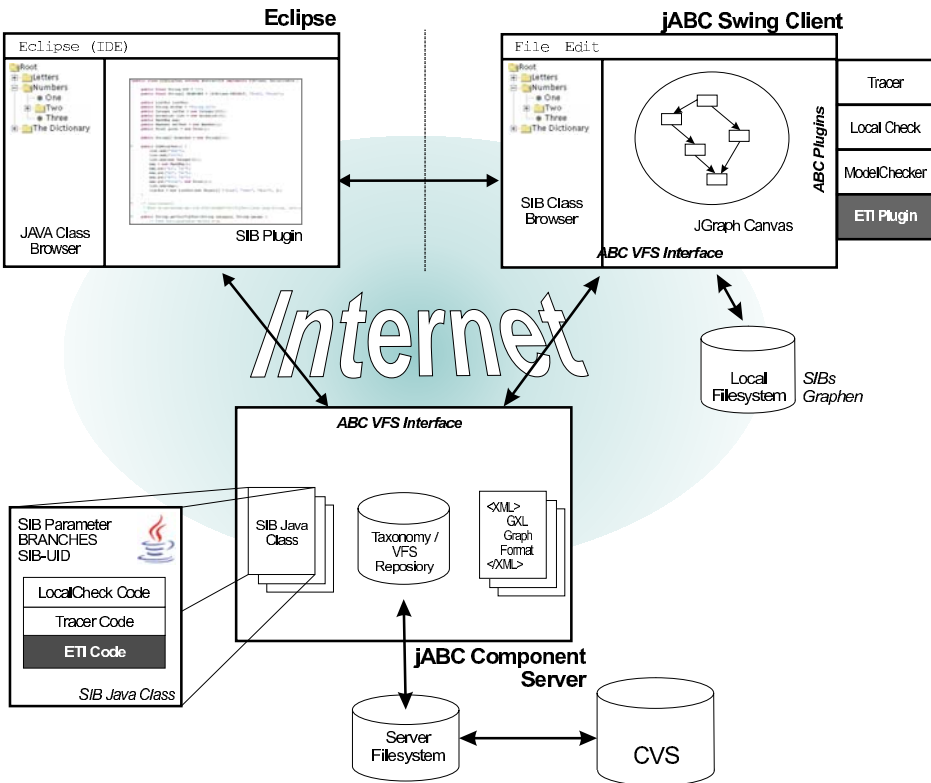 Eclipse
jABC Swing Client
Eclipse (IDE)
Root
Letters
Numbers
One
Two
Three
The Dictionary
JAVA Class
Browser
SIB Plugin
File Edit
Root
Letters
Numbers
One
Two
Three
The Dictionary
SIB Class
Browser
JGraph Canvas
ABC VFS Interface
ABC Plugins
Tracer
Local Check
ModelChecker
ETI Plugin
Internet
Local
Filesystem
SIBs
Graphen
ABC VFS Interface
SIB Java
Class
Taxonomy /
VFS
Reposiory
<XML>
GXL
Graph
Format
</XML>
SIB Parameter
BRANCHES
SIB-UID
LocalCheck Code
Tracer Code
ETI Code
SIB Java Class
jABC Component
Server
Server
Filesystem
CVS